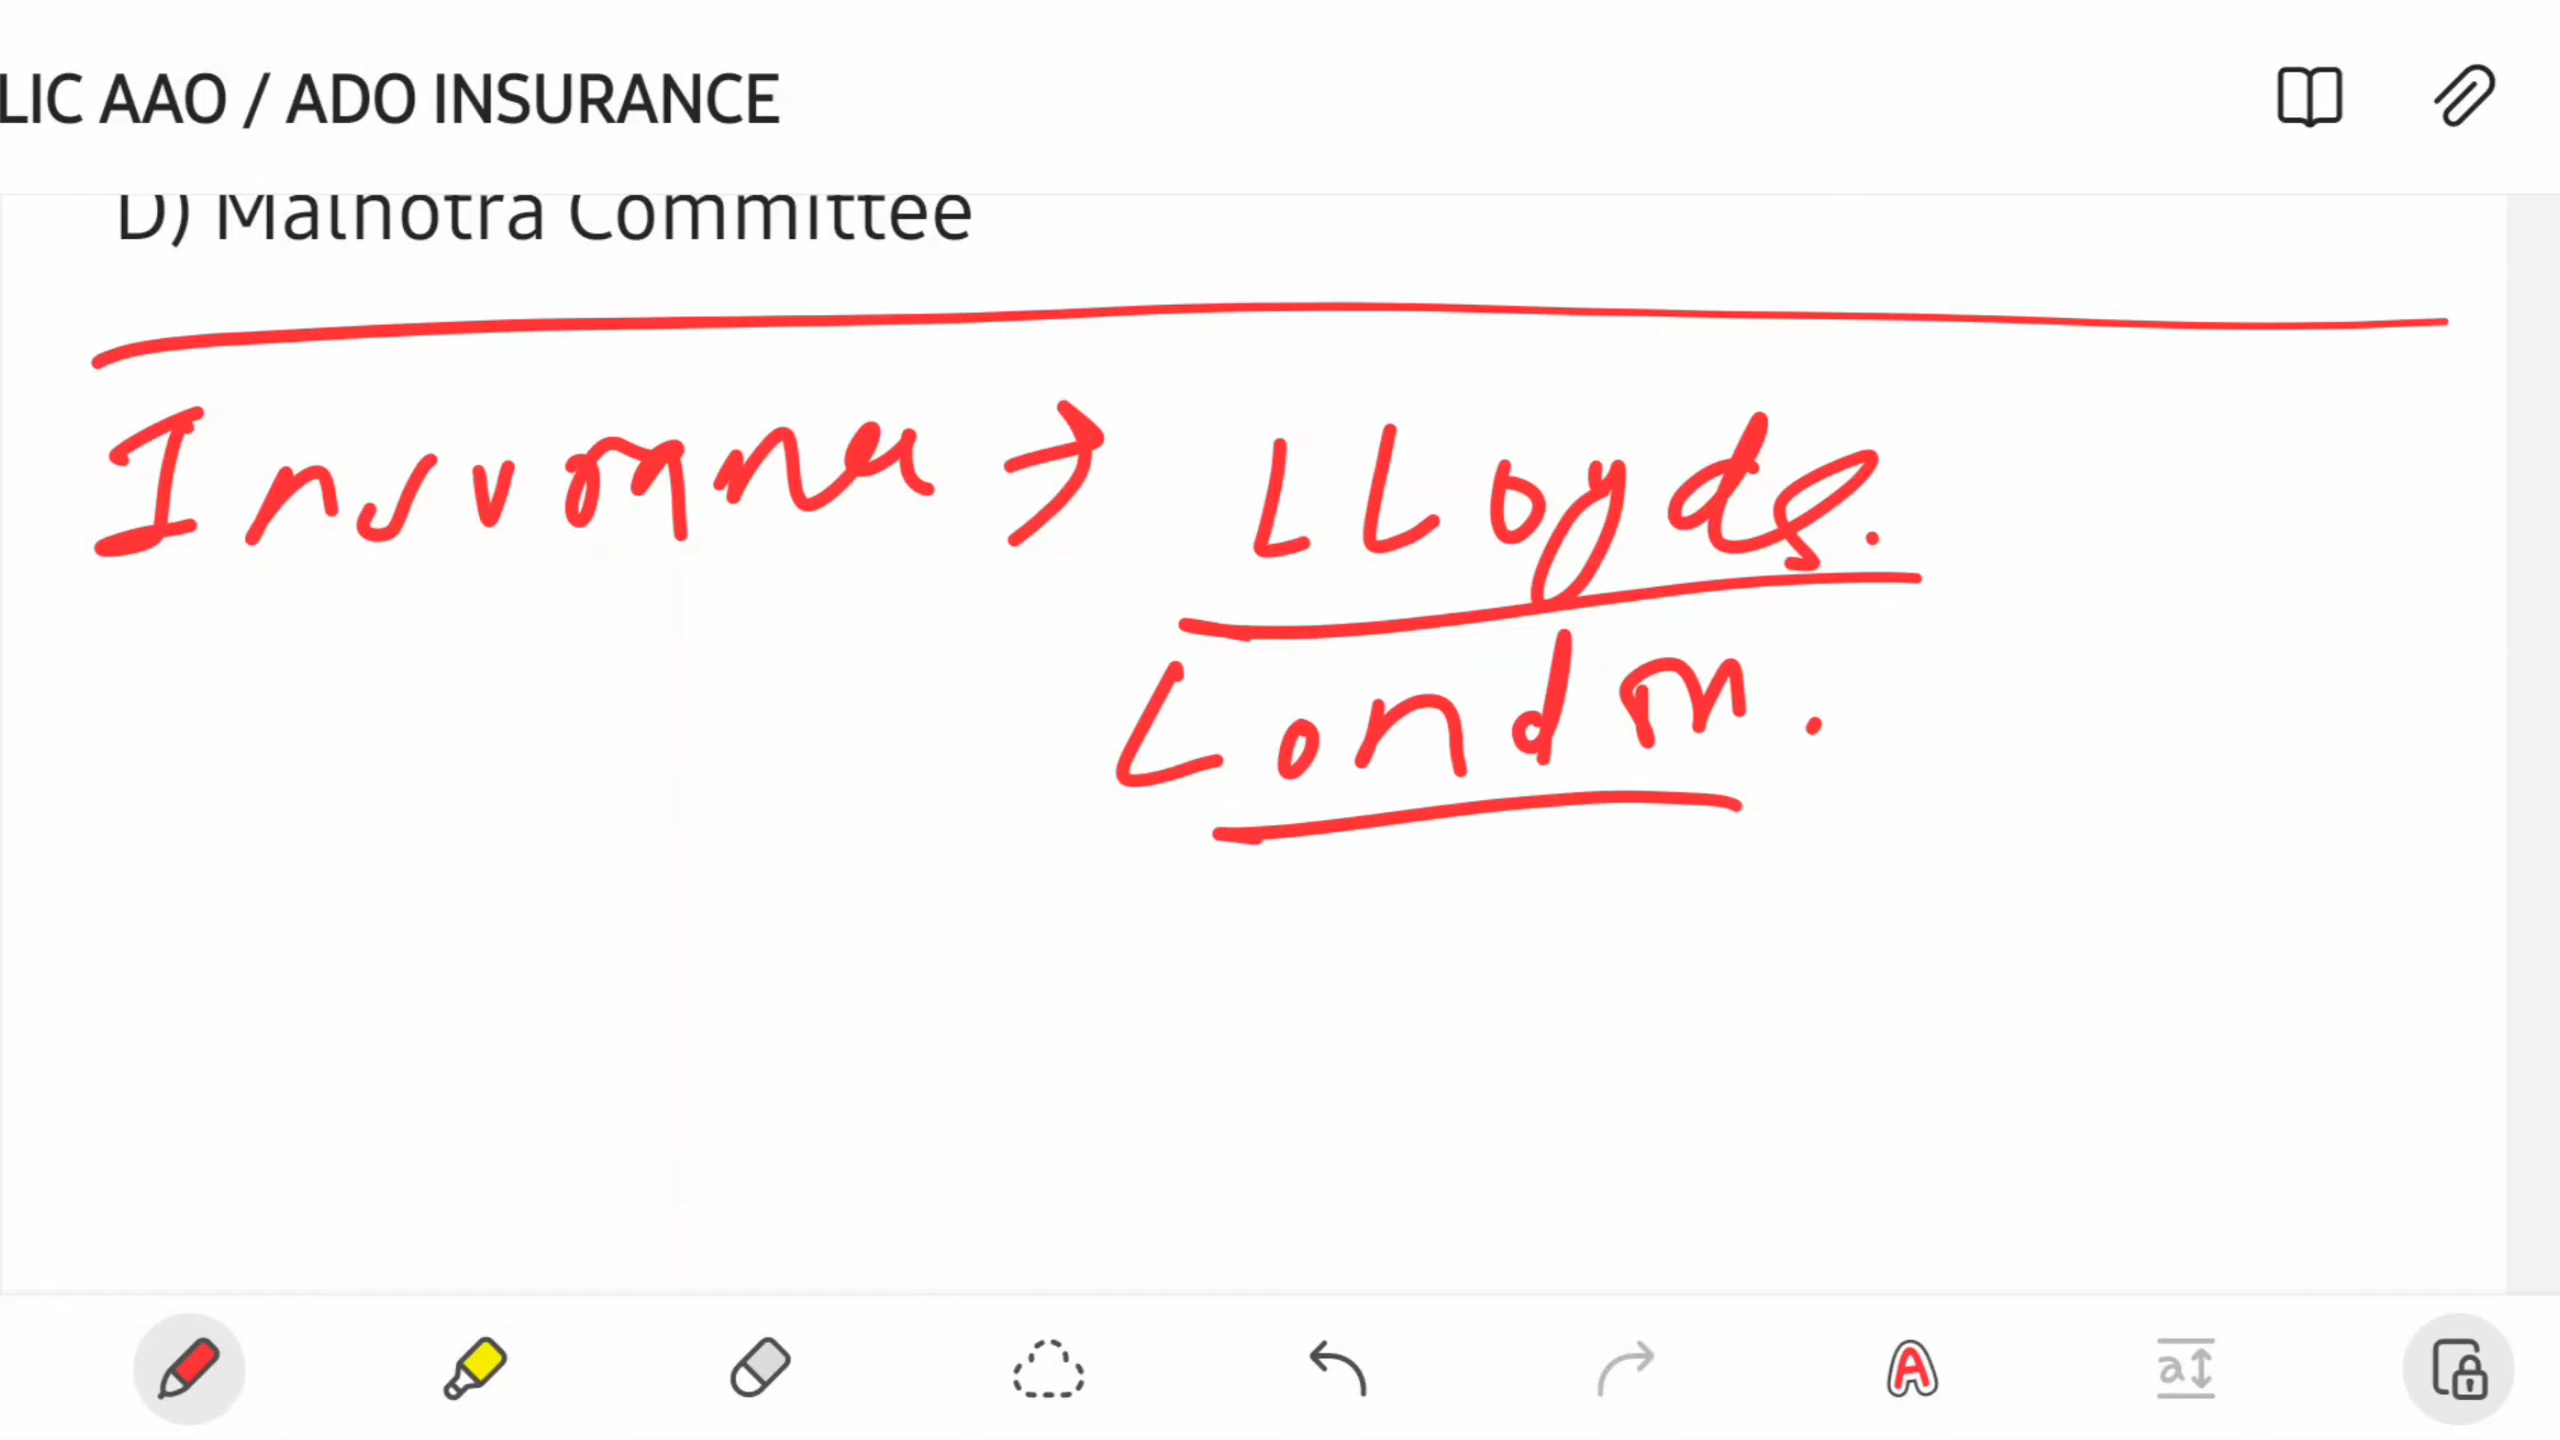 LIC AAO / ADO INSURANCE
D) Malhotra Committee
Insurance → LLoyds.
London.